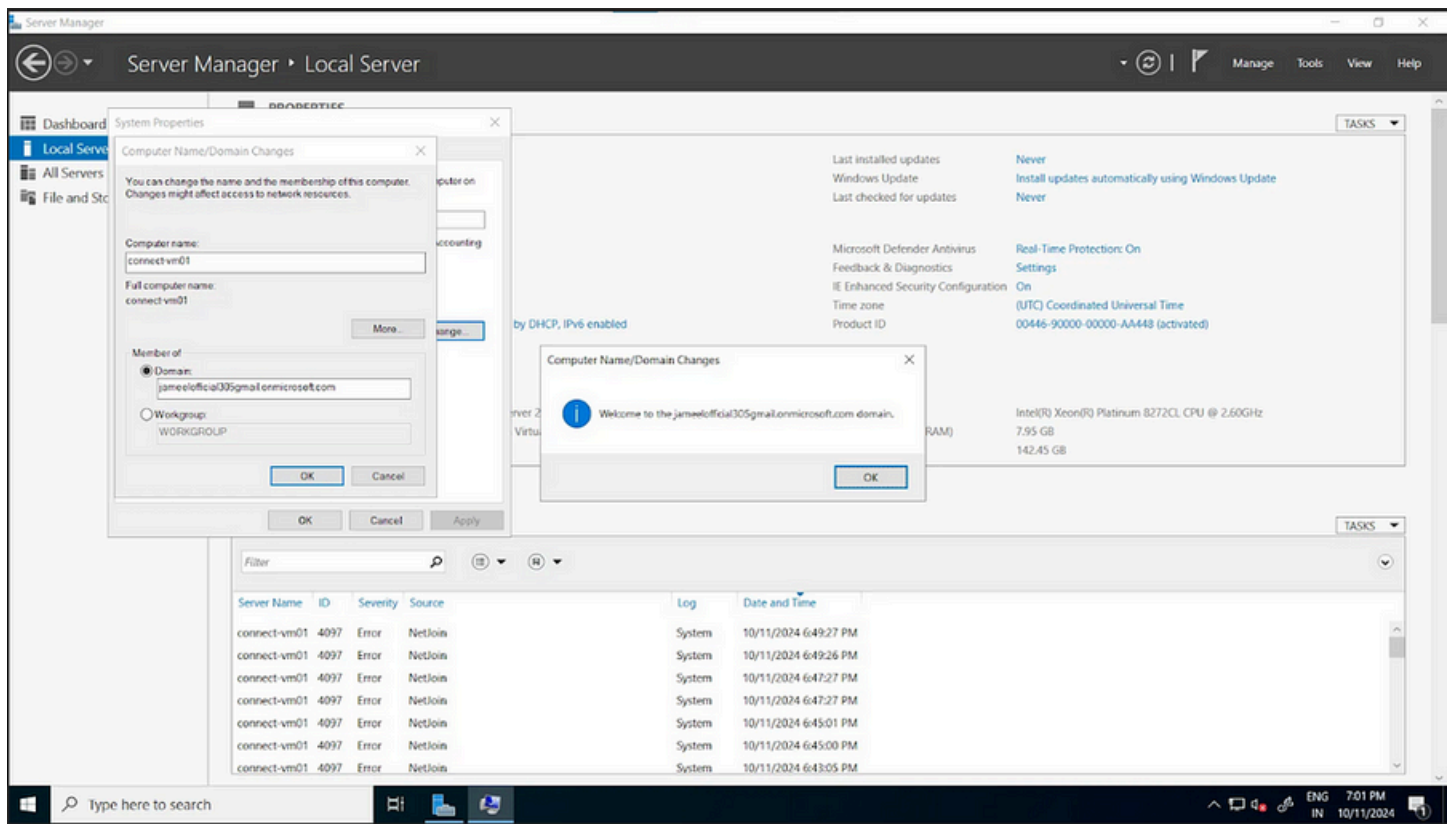 Server Manager
Server Manager • Local Server
Manage Tools View Help
PROPERTIES
TASKS
Dashboard
Local Serve
All Servers
File and Stc
System Properties
Computer Name/Domain Changes
You can change the name and the membership of this computer.
Changes might affect access to network resources.
puter on
Computer name:
ccounting
connect-vm01
Full computer name:
connect-vm01
More...
ange...
Member of
Domain:
jameelofficial305gmail.onmicrosoft.com
Workgroup:
WORKGROUP
OK Cancel
OK Cancel Apply
by DHCP, IPv6 enabled
Last installed updates Never
Windows Update Install updates automatically using Windows Update
Last checked for updates Never
Microsoft Defender Antivirus Real-Time Protection: On
Feedback & Diagnostics Settings
IE Enhanced Security Configuration On
Time zone (UTC) Coordinated Universal Time
Product ID 00446-90000-00000-AA448 (activated)
Computer Name/Domain Changes
Welcome to the jameelofficial305gmail.onmicrosoft.com domain.
OK
rver 2
Virtu
Intel(R) Xeon(R) Platinum 8272CL CPU @ 2.60GHz
RAM) 7.95 GB
142.45 GB
TASKS
Filter
Server Name ID Severity Source Log Date and Time
connect-vm01 4097 Error NetJoin System 10/11/2024 6:49:27 PM
connect-vm01 4097 Error NetJoin System 10/11/2024 6:49:26 PM
connect-vm01 4097 Error NetJoin System 10/11/2024 6:47:27 PM
connect-vm01 4097 Error NetJoin System 10/11/2024 6:47:27 PM
connect-vm01 4097 Error NetJoin System 10/11/2024 6:45:01 PM
connect-vm01 4097 Error NetJoin System 10/11/2024 6:45:00 PM
connect-vm01 4097 Error NetJoin System 10/11/2024 6:43:05 PM
Type here to search
ENG 7:01 PM
IN 10/11/2024
1